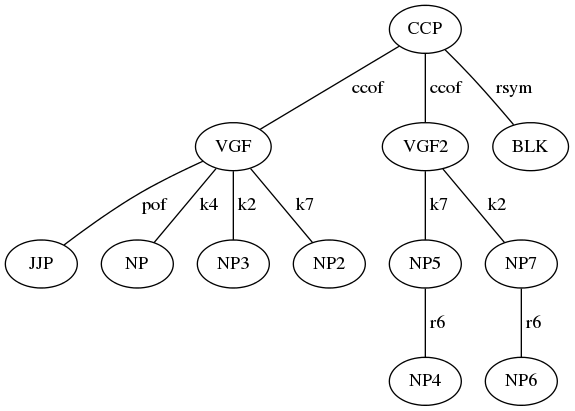 CCP
ccof ccof rsym
VGF VGF2 BLK
pof k4 k2 k7 k7 k2
JJP NP NP3 NP2 NP5 NP7
r6 r6
NP4 NP6